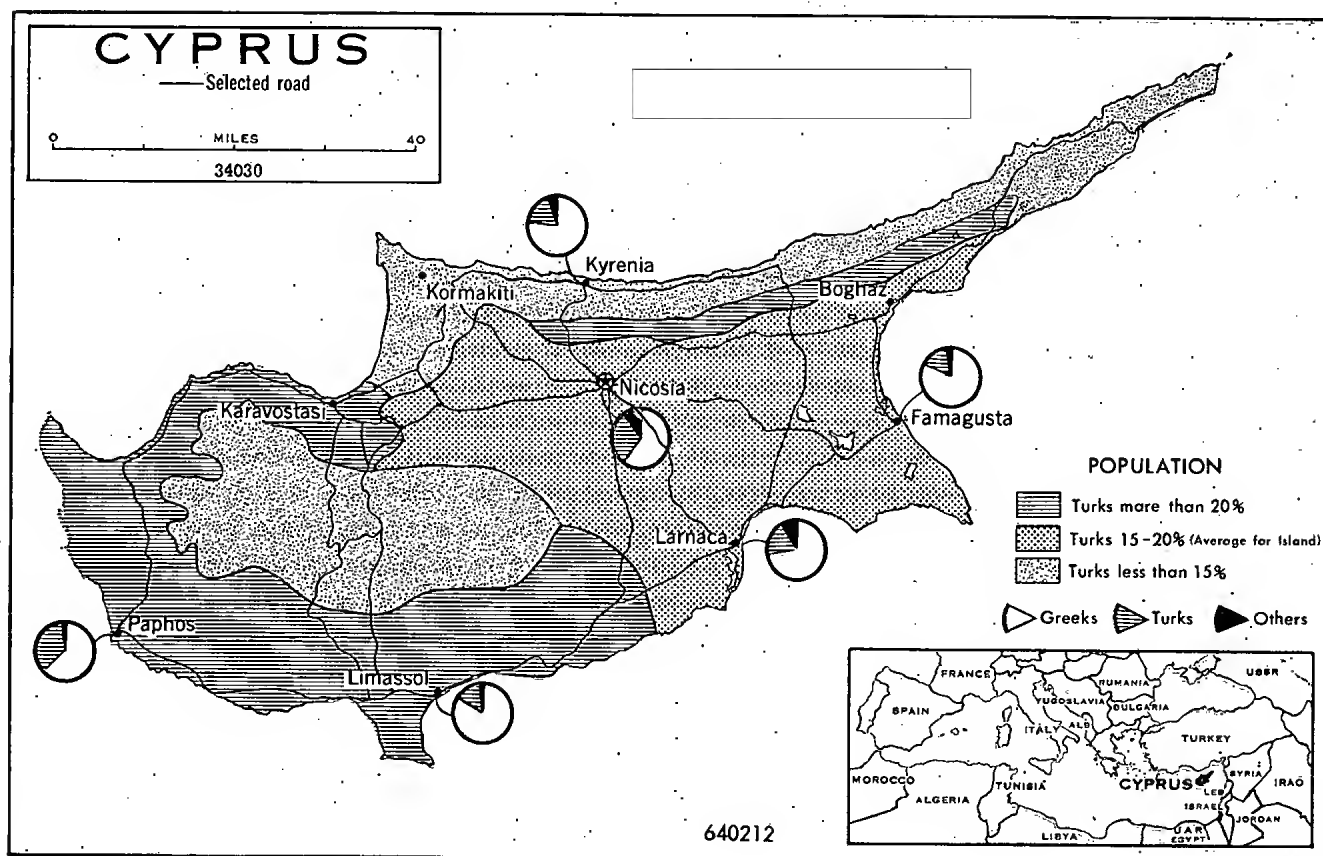 CYPRUS
Selected road
0 MILES 40
34030
Kyrenia
Kormakiti
Boghaz
Nicosia
Karavostasi
Famagusta
Larnaca
Paphos
Limassol
POPULATION
Turks more than 20%
Turks 15-20% (Average for Island)
Turks less than 15%
Greeks Turks Others
FRANCE
USSR
RUMANIA
YUGOSLAVIA
BULGARIA
SPAIN
ITALY
ALB
TURKEY
MOROCCO
CYPRUS
SYRIA
IRAQ
ALGERIA
TUNISIA
LEB
ISRAEL
JORDAN
LIBYA
UAR
EGYPT
640212